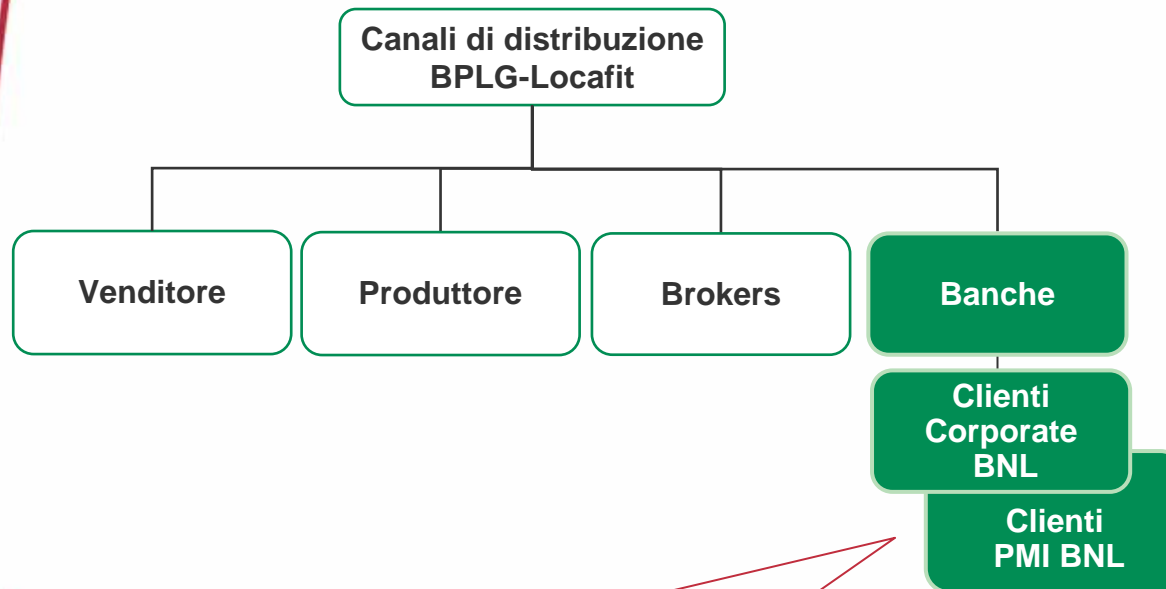 Canali di distribuzione
BPLG-Locafit
Venditore
Produttore
Brokers
Banche
Clienti
Corporate
BNL
Clienti
PMI BNL